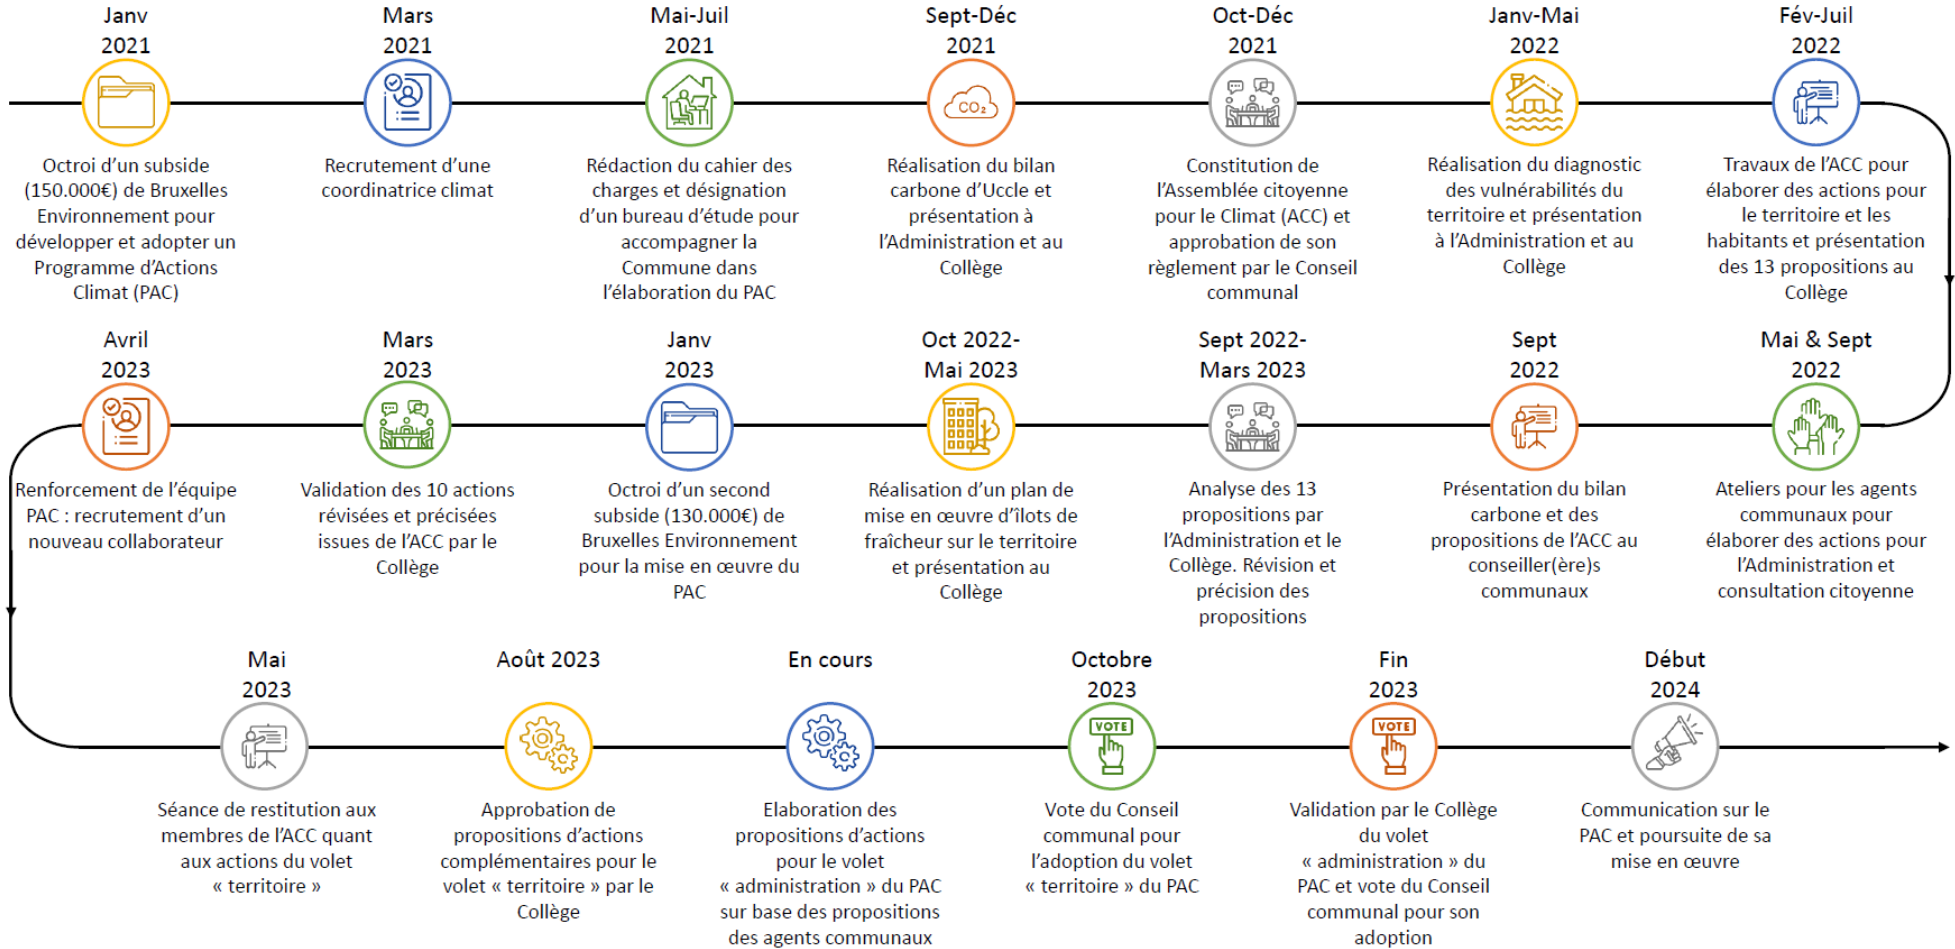 Janv
2021
Octroi d'un subside
(150.000€) de Bruxelles
Environnement pour
développer et adopter un
Programme d'Actions
Climat (PAC)
Mars
2021
Recrutement d'une
coordinatrice climat
Mai-Juil
2021
Rédaction du cahier des
charges et désignation
d'un bureau d'étude pour
accompagner la
Commune dans
l'élaboration du PAC
Sept-Déc
2021
CO₂
Réalisation du bilan
carbone d'Uccle et
présentation à
l'Administration et au
Collège
Oct-Déc
2021
Constitution de
l'Assemblée citoyenne
pour le Climat (ACC) et
approbation de son
règlement par le Conseil
communal
Janv-Mai
2022
Réalisation du diagnostic
des vulnérabilités du
territoire et présentation
à l'Administration et au
Collège
Fév-Juil
2022
Travaux de l'ACC pour
élaborer des actions pour
le territoire et les
habitants et présentation
des 13 propositions au
Collège
Mai & Sept
2022
Ateliers pour les agents
communaux pour
élaborer des actions pour
l'Administration et
consultation citoyenne
Sept
2022
Présentation du bilan
carbone et des
propositions de l'ACC au
conseiller(ère)s
communaux
Sept 2022-
Mars 2023
Analyse des 13
propositions par
l'Administration et le
Collège. Révision et
précision des
propositions
Oct 2022-
Mai 2023
Réalisation d'un plan de
mise en œuvre d'îlots de
fraîcheur sur le territoire
et présentation au
Collège
Janv
2023
Octroi d'un second
subside (130.000€) de
Bruxelles Environnement
pour la mise en œuvre du
PAC
Mars
2023
Validation des 10 actions
révisées et précisées
issues de l'ACC par le
Collège
Avril
2023
Renforcement de l'équipe
PAC : recrutement d'un
nouveau collaborateur
Mai
2023
Séance de restitution aux
membres de l'ACC quant
aux actions du volet
« territoire »
Août 2023
Approbation de
propositions d'actions
complémentaires pour le
volet « territoire » par le
Collège
En cours
Elaboration des
propositions d'actions
pour le volet
« administration » du PAC
sur base des propositions
des agents communaux
Octobre
2023
VOTE
Vote du Conseil
communal pour
l'adoption du volet
« territoire » du PAC
Fin
2023
VOTE
Validation par le Collège
du volet
« administration » du
PAC et vote du Conseil
communal pour son
adoption
Début
2024
Communication sur le
PAC et poursuite de sa
mise en œuvre